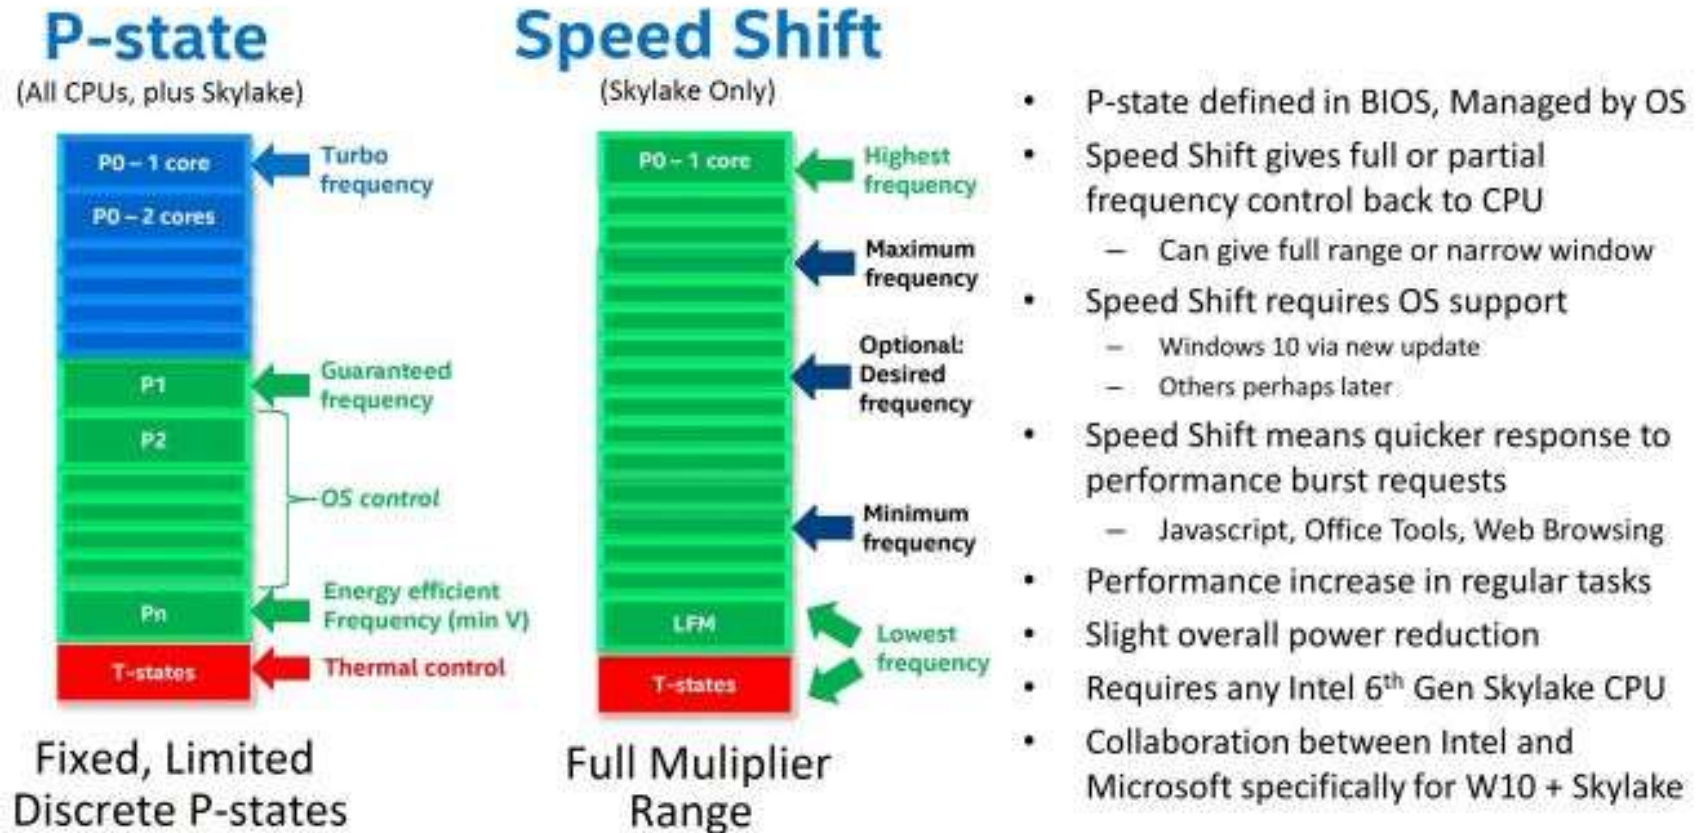 P-state
(All CPUs, plus Skylake)
P0 – 1 core
Turbo
frequency
P0 – 2 cores
P1
Guaranteed
frequency
P2
OS control
Pn
Energy efficient
Frequency (min V)
T-states
Thermal control
Fixed, Limited
Discrete P-states
Speed Shift
(Skylake Only)
P0 – 1 core
Highest
frequency
Maximum
frequency
Optional:
Desired
frequency
Minimum
frequency
LFM
Lowest
frequency
T-states
Full Muliplier
Range
• P-state defined in BIOS, Managed by OS
• Speed Shift gives full or partial
frequency control back to CPU
– Can give full range or narrow window
• Speed Shift requires OS support
– Windows 10 via new update
– Others perhaps later
• Speed Shift means quicker response to
performance burst requests
– Javascript, Office Tools, Web Browsing
• Performance increase in regular tasks
• Slight overall power reduction
• Requires any Intel 6th Gen Skylake CPU
• Collaboration between Intel and
Microsoft specifically for W10 + Skylake